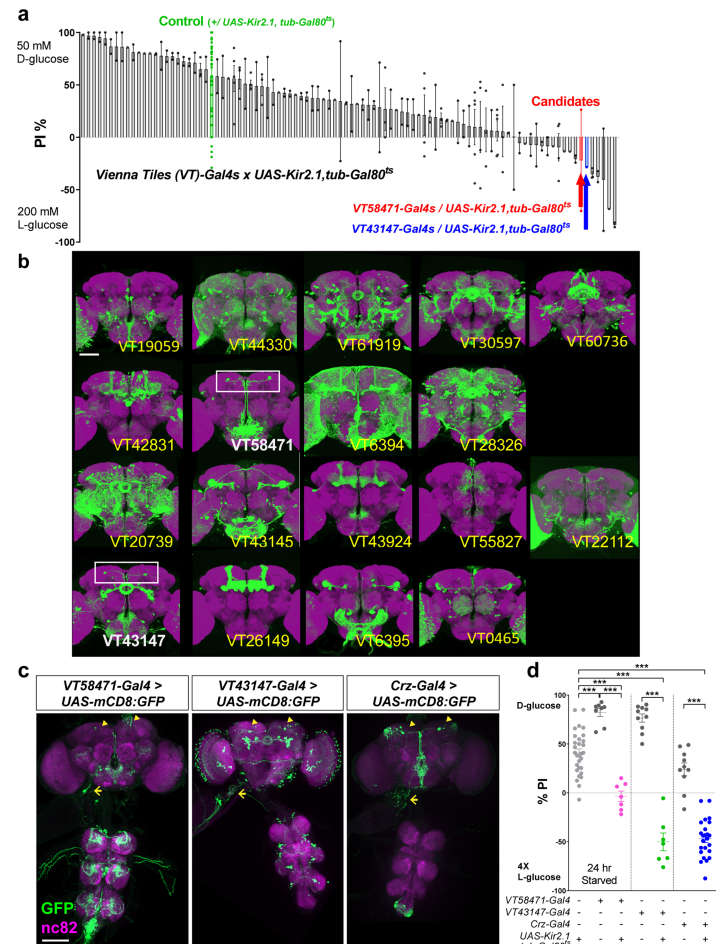 a
Control (+/ UAS-Kir2.1, tub-Gal80ts)
50 mM
D-glucose
100
50
0
-50
-100
PI %
Candidates
Vienna Tiles (VT)-Gal4s x UAS-Kir2.1,tub-Gal80ts
200 mM
L-glucose
VT58471-Gal4s / UAS-Kir2.1,tub-Gal80ts
VT43147-Gal4s / UAS-Kir2.1,tub-Gal80ts
b
VT19059
VT44330
VT61919
VT30597
VT60736
VT42831
VT58471
VT6394
VT28326
VT20739
VT43145
VT43924
VT55827
VT22112
VT43147
VT26149
VT6395
VT0465
c
VT58471-Gal4 >
UAS-mCD8:GFP
VT43147-Gal4 >
UAS-mCD8:GFP
Crz-Gal4 >
UAS-mCD8:GFP
GFP
nc82
d
***
***
***
*** *** *** ***
D-glucose
100
50
0
-50
-100
% PI
4X
L-glucose
24 hr
Starved
VT58471-Gal4 - + + - - - -
VT43147-Gal4 - - - + + - -
Crz-Gal4 - - - - - + +
UAS-Kir2.1 + - + - + - +